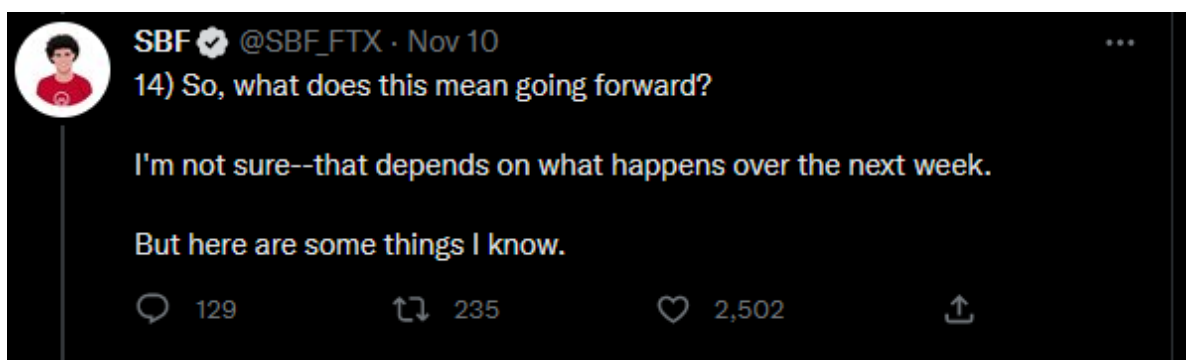 SBF @SBF_FTX · Nov 10
14) So, what does this mean going forward?
I'm not sure--that depends on what happens over the next week.
But here are some things I know.
129 235 2,502